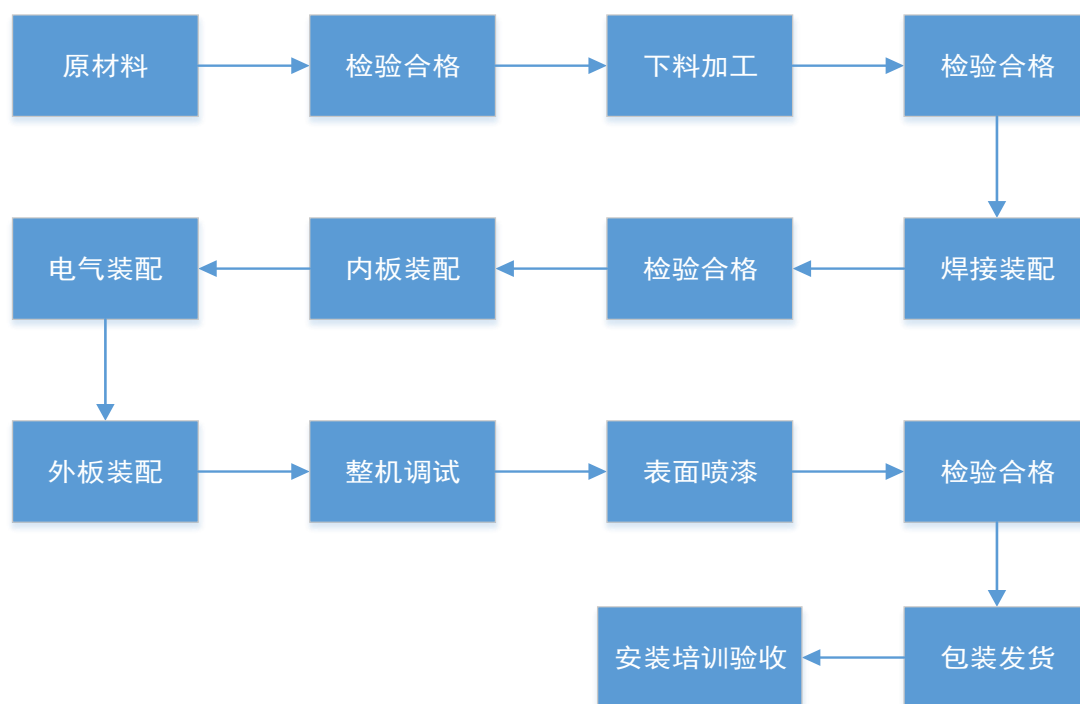 原材料
检验合格
下料加工
检验合格
焊接装配
检验合格
内板装配
电气装配
外板装配
整机调试
表面喷漆
检验合格
包装发货
安装培训验收